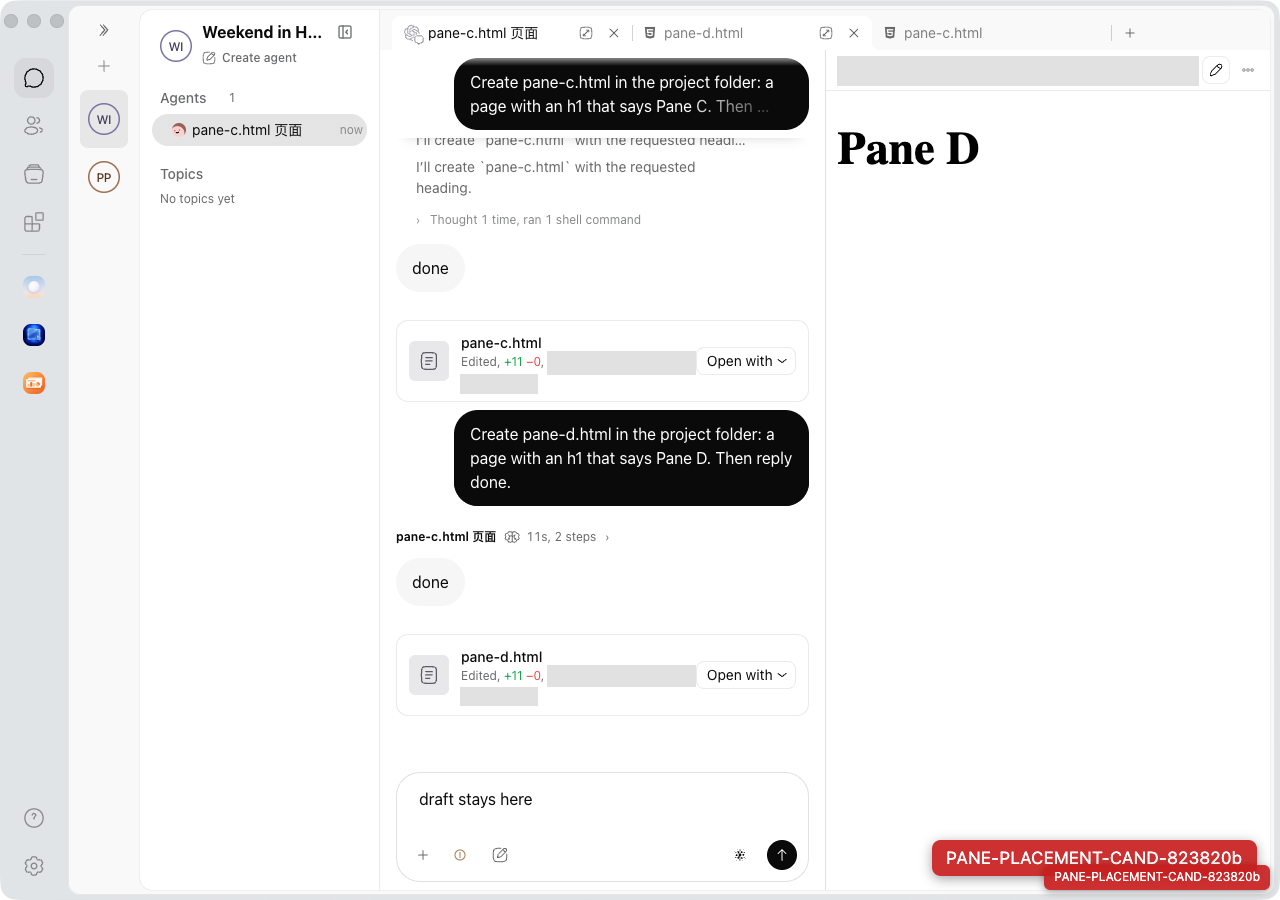 WI
Weekend in H...
Create agent
Agents 1
pane-c.html 页面 now
Topics
No topics yet
WI
PP
pane-c.html 页面
pane-d.html
pane-c.html
Create pane-c.html in the project folder: a
page with an h1 that says Pane C. Then ...
I'll create `pane-c.html` with the requested headi...
I'll create `pane-c.html` with the requested
heading.
Thought 1 time, ran 1 shell command
done
pane-c.html
Edited, +11 −0,
Open with
Create pane-d.html in the project folder: a
page with an h1 that says Pane D. Then reply
done.
pane-c.html 页面 11s, 2 steps
done
pane-d.html
Edited, +11 −0,
Open with
draft stays here
Pane D
PANE-PLACEMENT-CAND-823820b
PANE-PLACEMENT-CAND-823820b